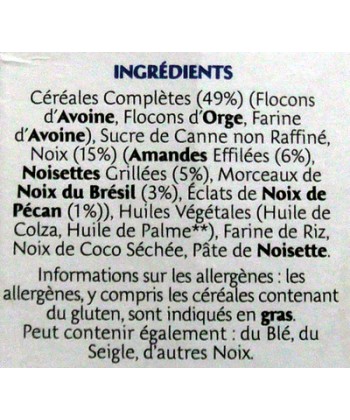 INGRÉDIENTS
Céréales Complètes (49%) (Flocons
d'Avoine, Flocons d'Orge, Farine
d'Avoine), Sucre de Canne non Raffiné,
Noix (15%) (Amandes Effilées (6%),
Noisettes Grillées (5%), Morceaux de
Noix du Brésil (3%), Éclats de Noix de
Pécan (1%)), Huiles Végétales (Huile de
Colza, Huile de Palme**), Farine de Riz,
Noix de Coco Séchée, Pâte de Noisette.
Informations sur les allergènes : les
allergènes, y compris les céréales contenant
du gluten, sont indiqués en gras.
Peut contenir également : du Blé, du
Seigle, d'autres Noix.